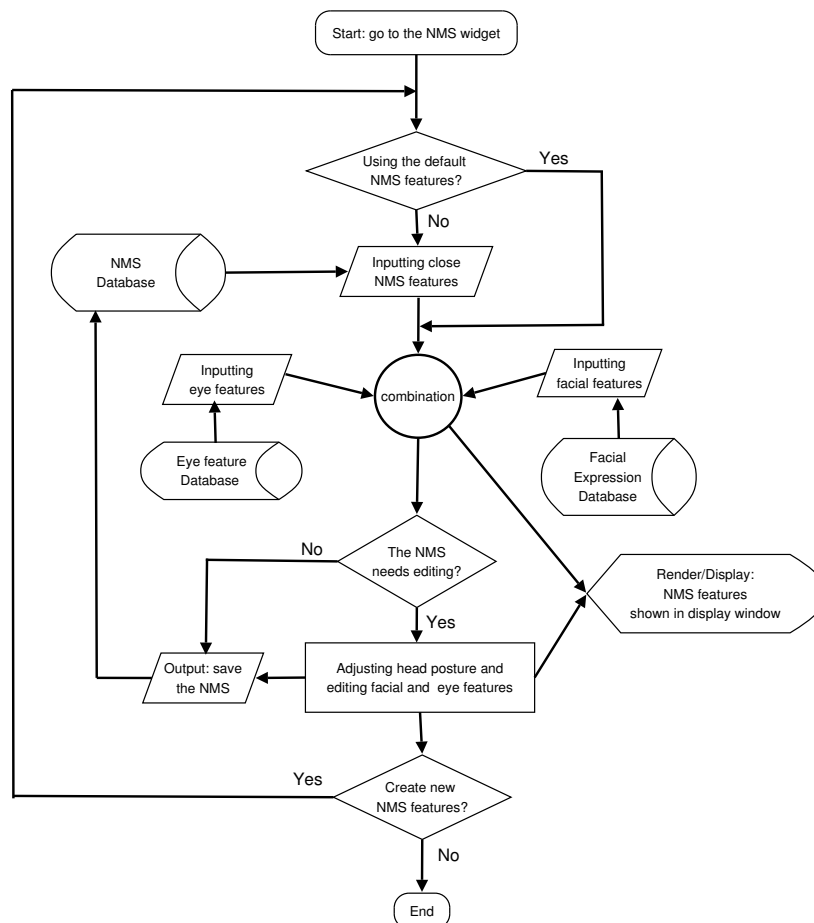 Start: go to the NMS widget
Using the default
NMS features?
Yes
No
NMS
Database
Inputting close
NMS features
Inputting
eye features
combination
Inputting
facial features
Eye feature
Database
Facial
Expression
Database
The NMS
needs editing?
No
Yes
Render/Display:
NMS features
shown in display window
Output: save
the NMS
Adjusting head posture and
editing facial and eye features
Create new
NMS features?
Yes
No
End